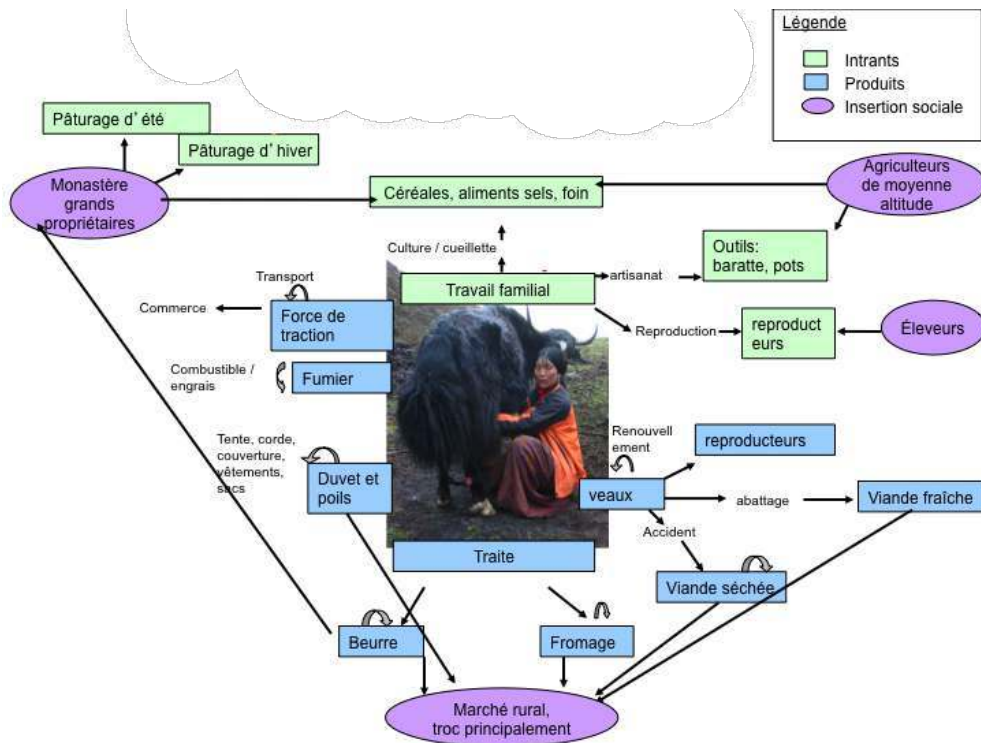 Légende
Intrants
Produits
Insertion sociale
Pâturage d'été
Pâturage d'hiver
Monastère
grands
propriétaires
Céréales, aliments sels, foin
Agriculteurs
de moyenne
altitude
Culture / cueillette
Outils:
baratte, pots
Travail familial
artisanat
Transport
Commerce
Force de
traction
Reproduction
reproduct
eurs
Éleveurs
Combustible /
engrais
Fumier
Tente, corde,
couverture,
vêtements,
sacs
Duvet et
poils
Renouvell
ement
reproducteurs
veaux
abattage
Viande fraîche
Accident
Traite
Viande séchée
Beurre
Fromage
Marché rural,
troc principalement